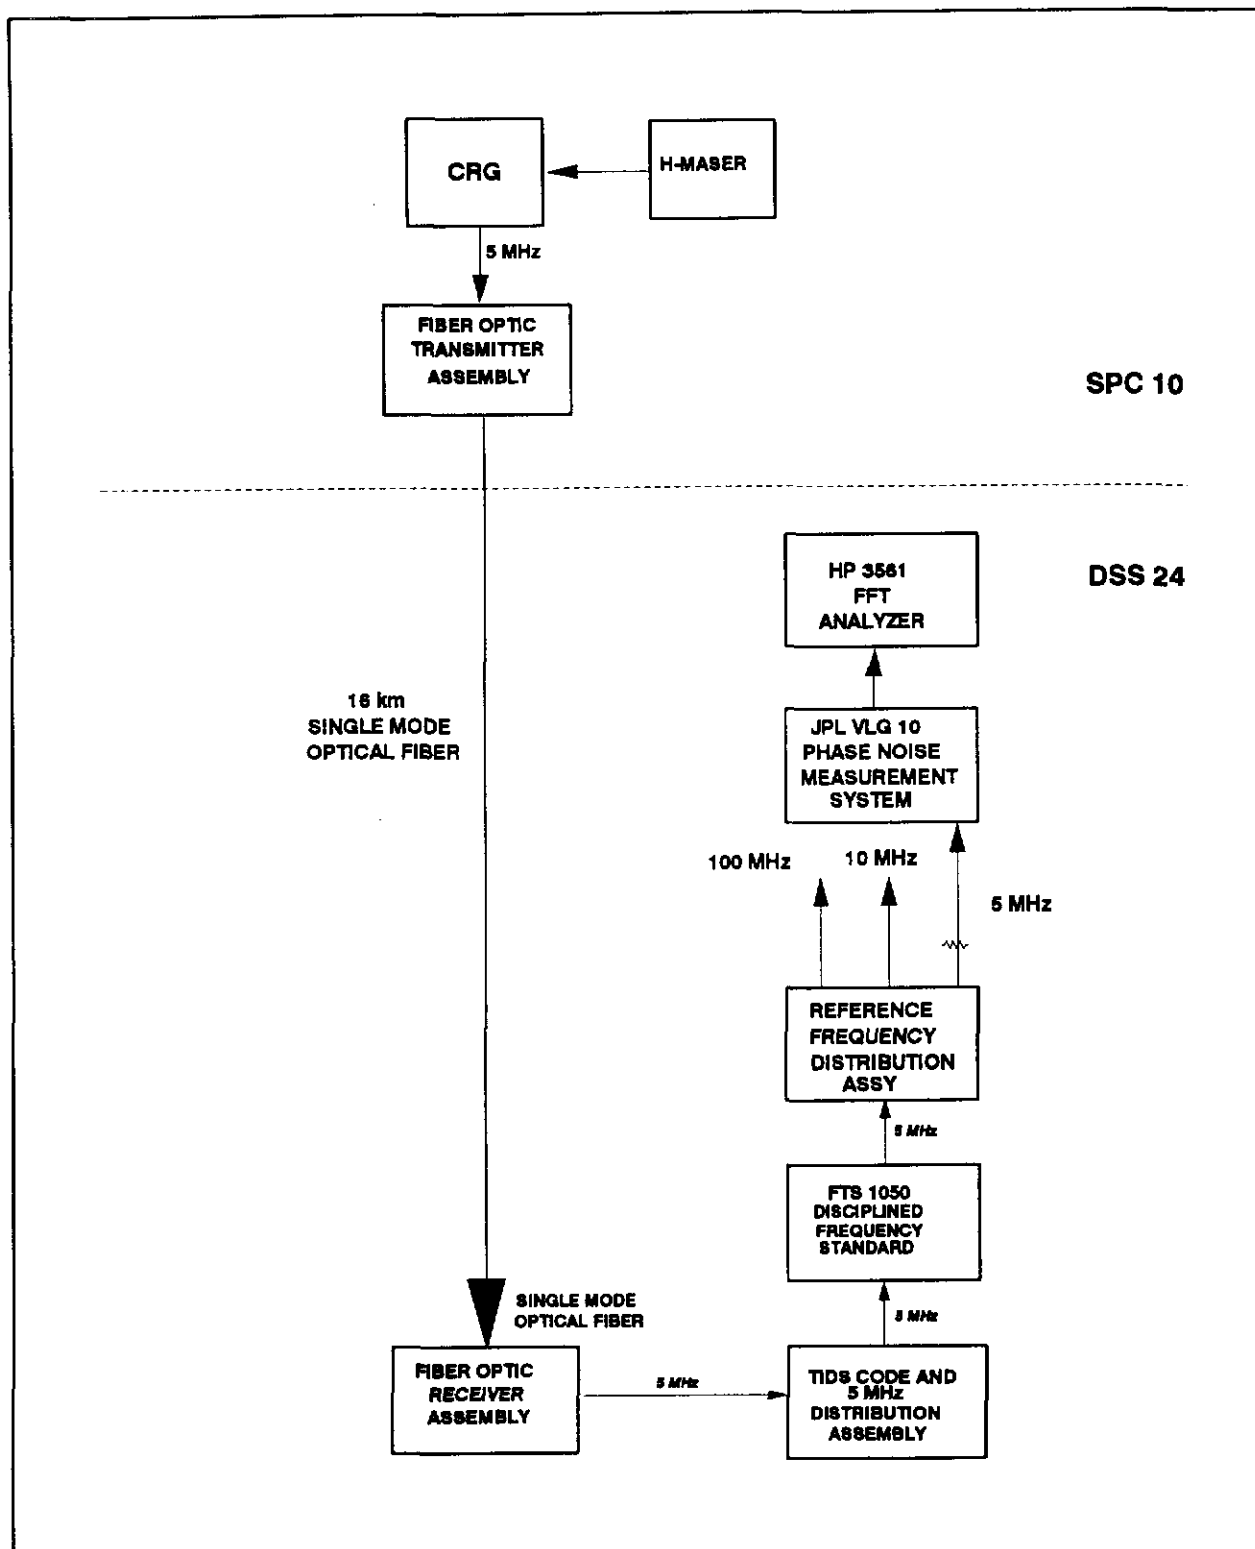 CRG
H-MASER
5 MHz
FIBER OPTIC
TRANSMITTER
ASSEMBLY
SPC 10
DSS 24
HP 3561
FFT
ANALYZER
16 km
SINGLE MODE
OPTICAL FIBER
JPL VLG 10
PHASE NOISE
MEASUREMENT
SYSTEM
100 MHz
10 MHz
5 MHz
REFERENCE
FREQUENCY
DISTRIBUTION
ASSY
5 MHz
FTS 1050
DISCIPLINED
FREQUENCY
STANDARD
5 MHz
SINGLE MODE
OPTICAL FIBER
FIBER OPTIC
RECEIVER
ASSEMBLY
5 MHz
TIDS CODE AND
5 MHz
DISTRIBUTION
ASSEMBLY